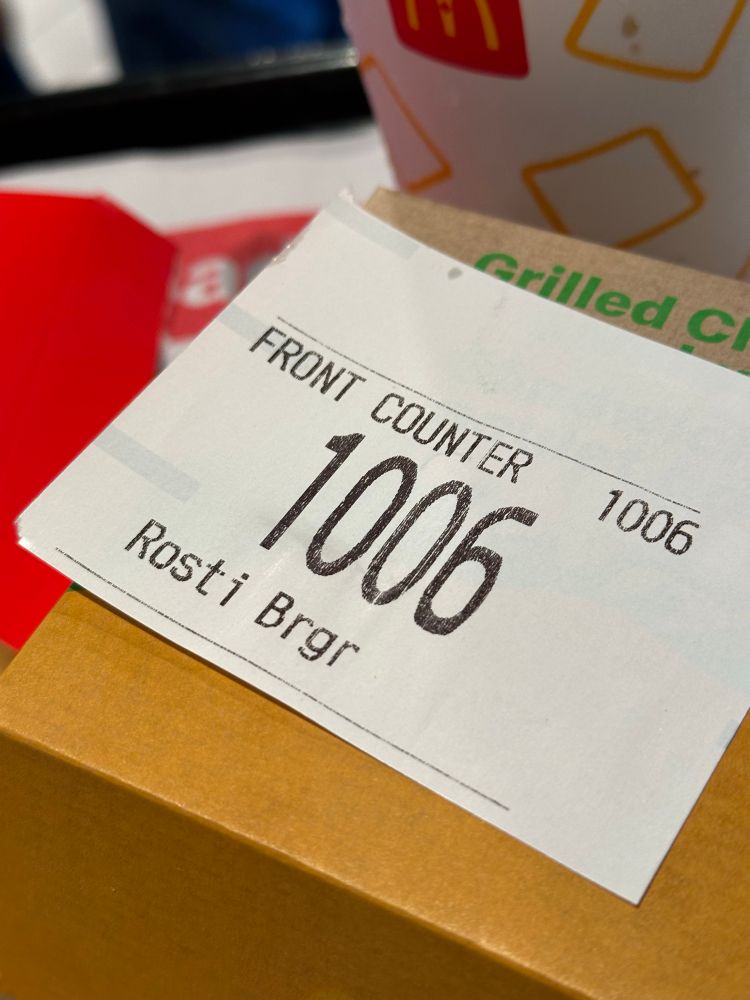 Grilled
FRONT COUNTER 1006
1006
Rosti Brgr